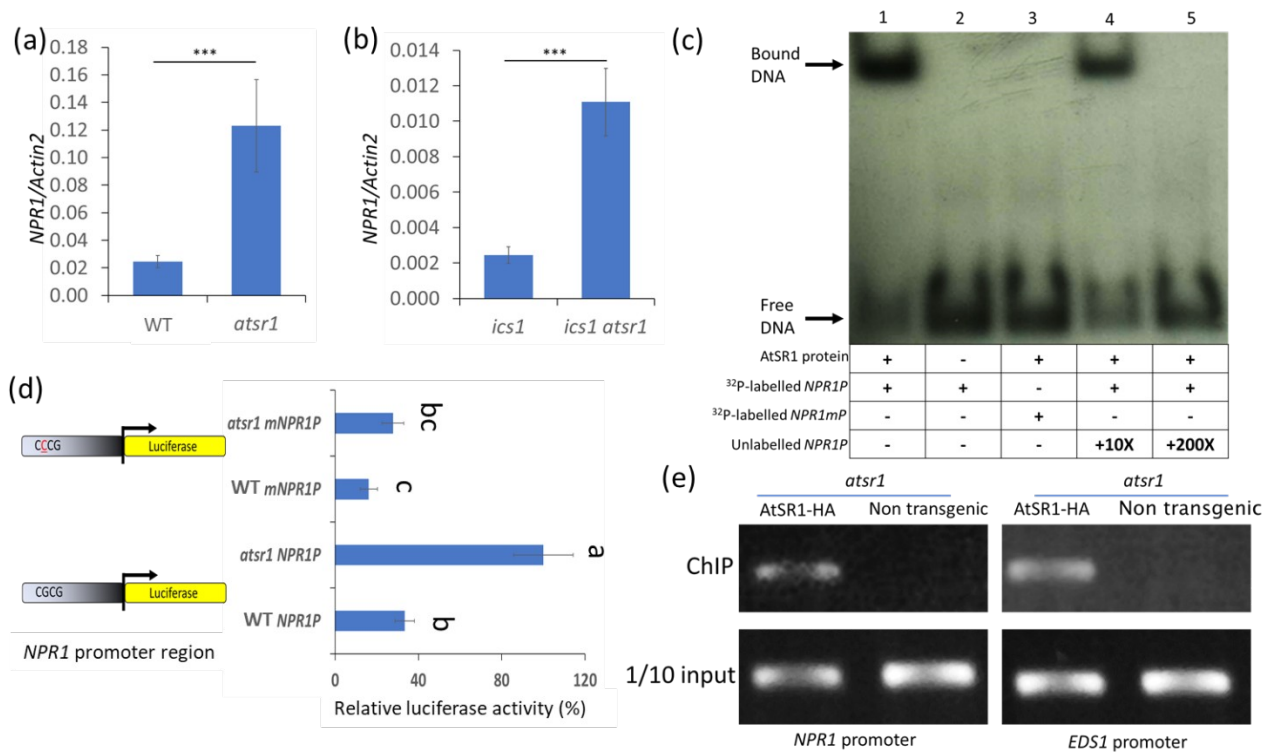 (a)
0.18
0.16
0.14
0.12
0.10
0.08
0.06
0.04
0.02
0.00
NPR1/Actin2
***
WT
atsr1
(b)
0.014
0.012
0.010
0.008
0.006
0.004
0.002
0.000
NPR1/Actin2
***
ics1
ics1 atsr1
(c)
1 2 3 4 5
Bound
DNA
Free
DNA
AtSR1 protein + - + + +
32P-labelled NPR1P + + - + +
32P-labelled NPR1mP - - + - -
Unlabelled NPR1P - - - +10X +200X
(d)
CCCG
Luciferase
CGCG
Luciferase
NPR1 promoter region
atsr1 mNPR1P
bc
WT mNPR1P
c
atsr1 NPR1P
a
WT NPR1P
b
0 40 80 120
Relative luciferase activity (%)
(e)
atsr1
atsr1
AtSR1-HA Non transgenic
AtSR1-HA Non transgenic
ChIP
1/10 input
NPR1 promoter
EDS1 promoter